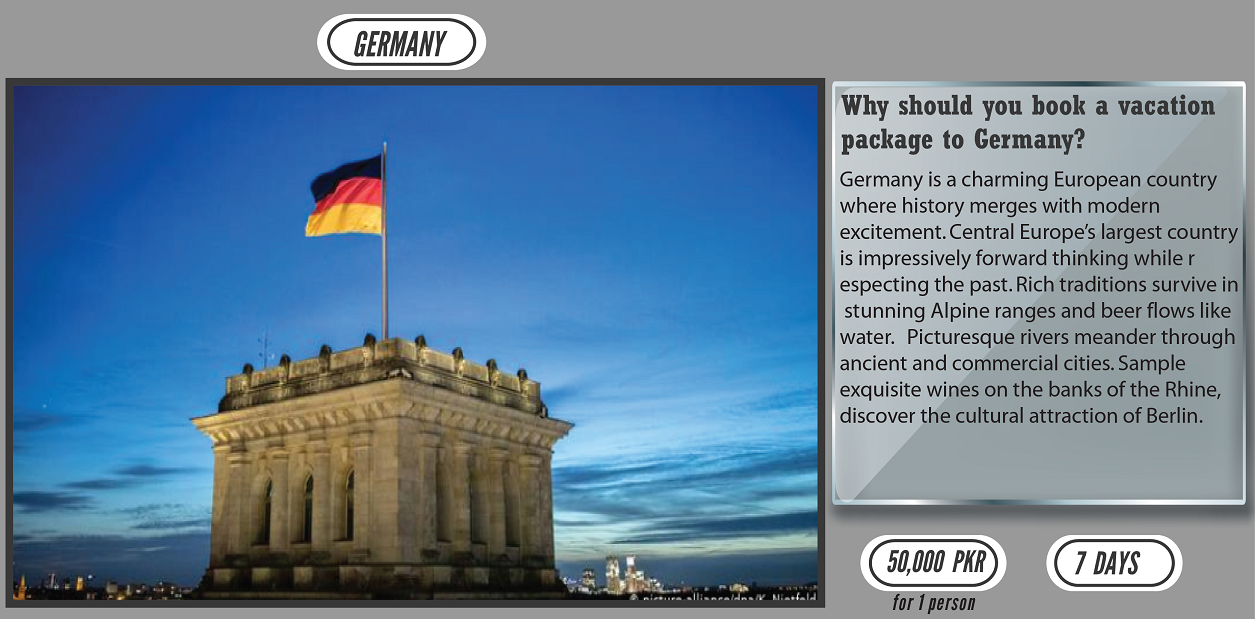 GERMANY
Why should you book a vacation
package to Germany?
Germany is a charming European country
where history merges with modern
excitement. Central Europe's largest country
is impressively forward thinking while r
especting the past. Rich traditions survive in
stunning Alpine ranges and beer flows like
water.   Picturesque rivers meander through
ancient and commercial cities. Sample
exquisite wines on the banks of the Rhine,
discover the cultural attraction of Berlin.
© picture alliance/dpa/K. Nietfeld
50,000 PKR
7 DAYS
for 1 person